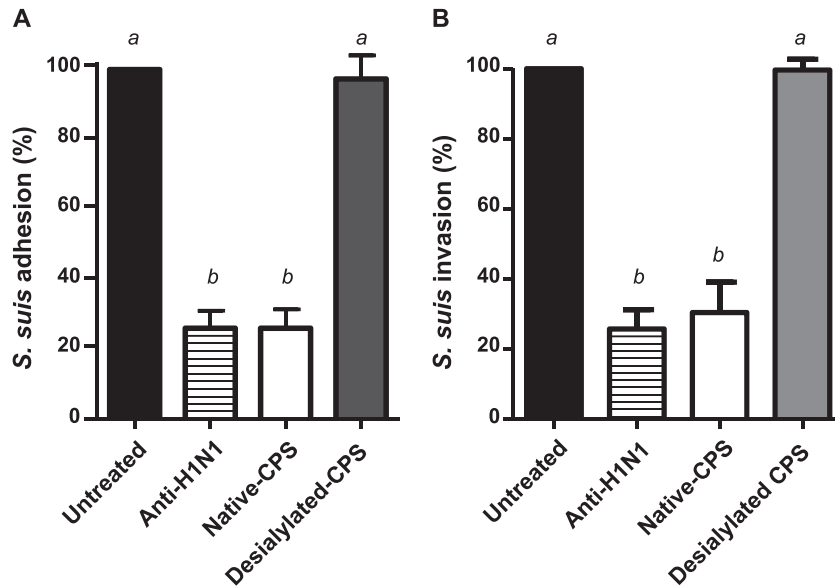 A
a
a
100
80
60
40
20
0
b
b
S. suis adhesion (%)
Untreated
Anti-H1N1
Native-CPS
Desialylated-CPS
B
a
a
100
80
60
40
20
0
b
b
S. suis invasion (%)
Untreated
Anti-H1N1
Native-CPS
Desialylated CPS